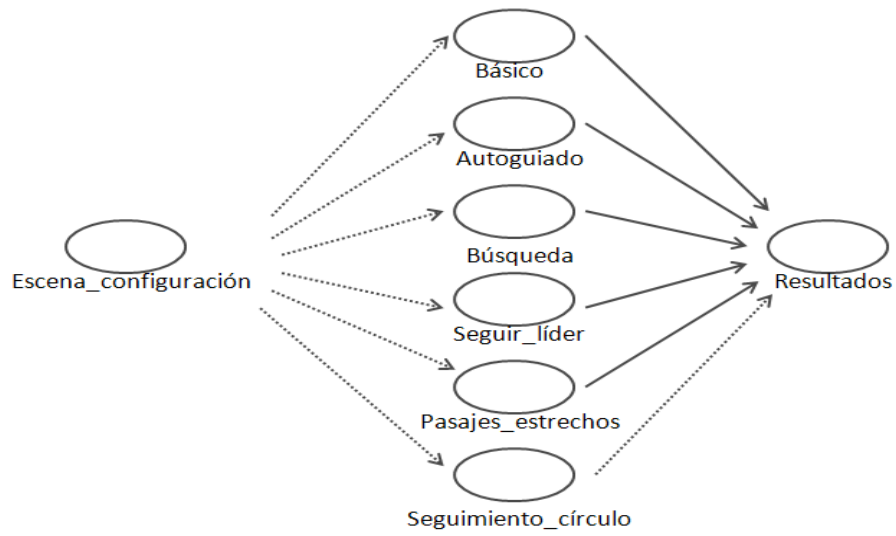 Básico
Autoguiado
Búsqueda
Escena_configuración
Resultados
Seguir_líder
Pasajes_estrechos
Seguimiento_círculo